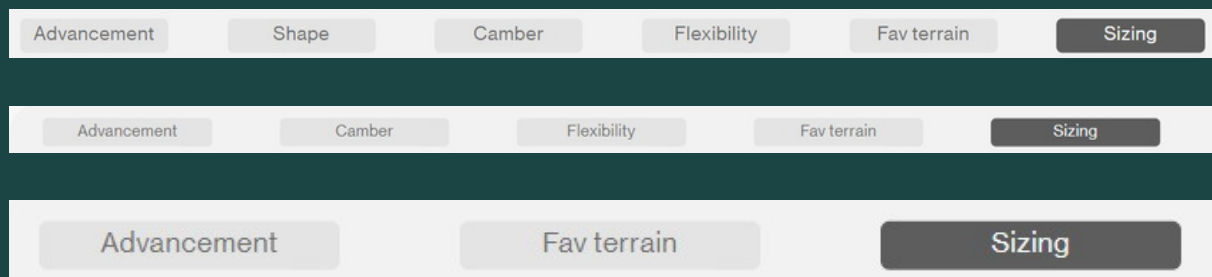 Advancement Shape Camber Flexibility Fav terrain Sizing
Advancement Camber Flexibility Fav terrain Sizing
Advancement Fav terrain Sizing